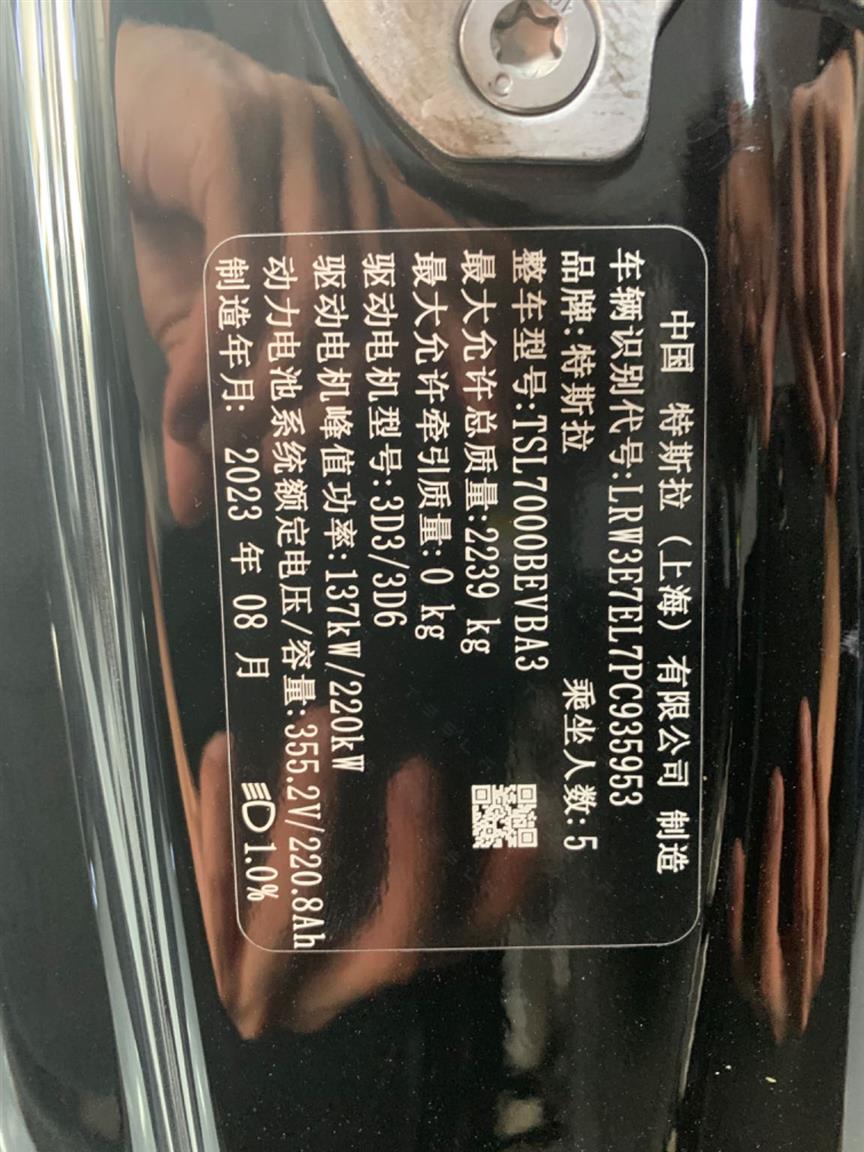 中国 特斯拉(上海)有限公司 制造
车辆识别代号:LRW3E7EL7PC935953
品牌:特斯拉 乘坐人数:5
整车型号:TSL7000BEVBA3
最大允许总质量:2239 kg
最大允许牵引质量:0 kg
驱动电机型号:3D3/3D6
驱动电机峰值功率:137kW/220kW
动力电池系统额定电压/容量:355.2V/220.8Ah
制造年月: 2023 年 08 月 1.0%